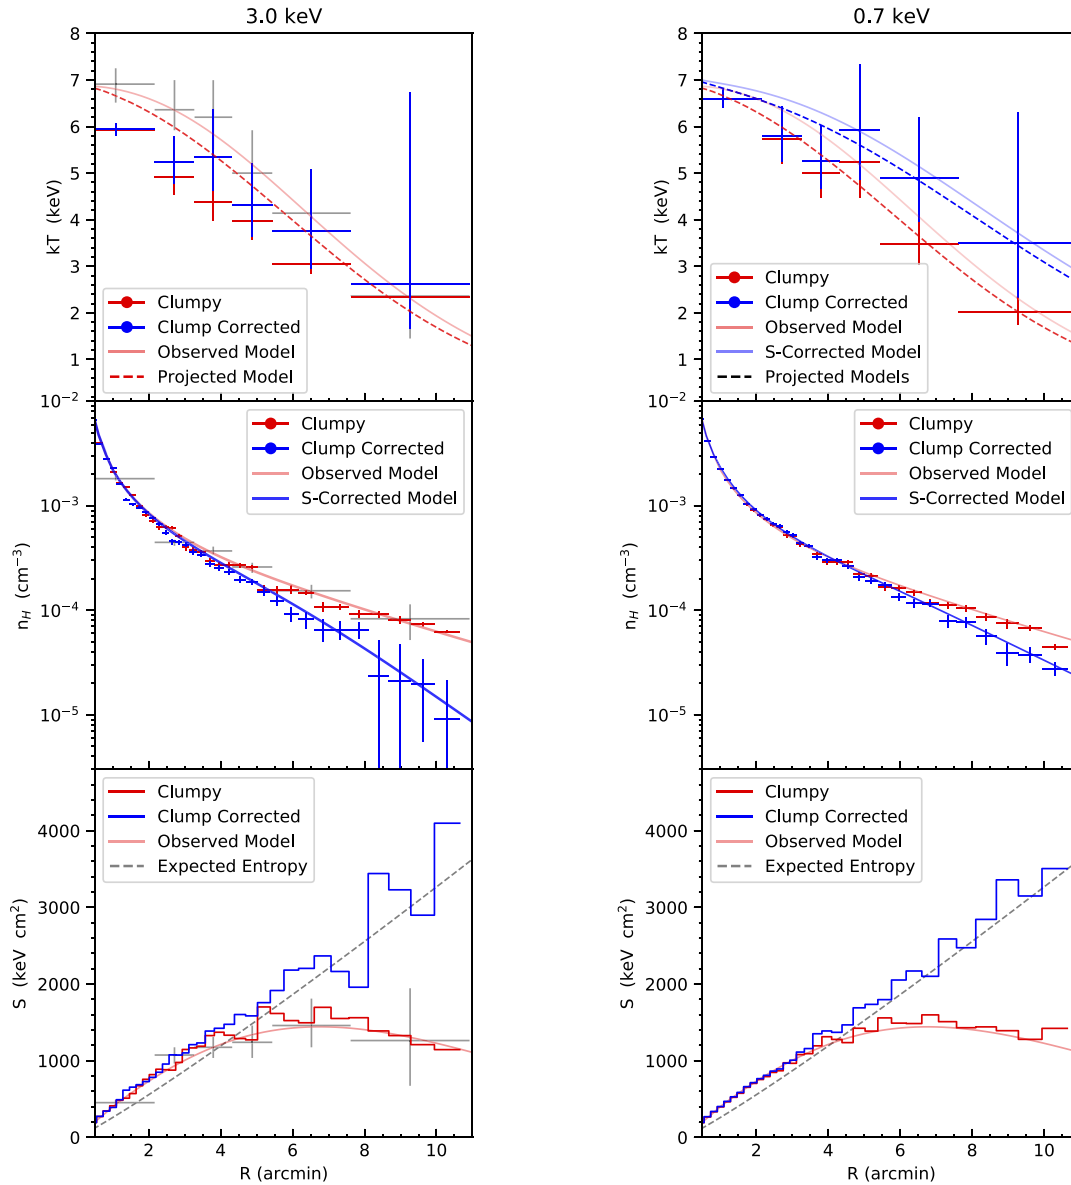 3.0 keV
0.7 keV
8
7
6
5
4
3
2
1
kT (keV)
Clumpy
Clump Corrected
Observed Model
Projected Model
8
7
6
5
4
3
2
1
kT (keV)
Clumpy
Clump Corrected
Observed Model
S-Corrected Model
Projected Models
10⁻²
10⁻³
10⁻⁴
10⁻⁵
n_H (cm⁻³)
Clumpy
Clump Corrected
Observed Model
S-Corrected Model
10⁻²
10⁻³
10⁻⁴
10⁻⁵
n_H (cm⁻³)
Clumpy
Clump Corrected
Observed Model
S-Corrected Model
4000
3000
2000
1000
0
S (keV cm²)
Clumpy
Clump Corrected
Observed Model
Expected Entropy
2 4 6 8 10
R (arcmin)
4000
3000
2000
1000
0
S (keV cm²)
Clumpy
Clump Corrected
Observed Model
Expected Entropy
2 4 6 8 10
R (arcmin)